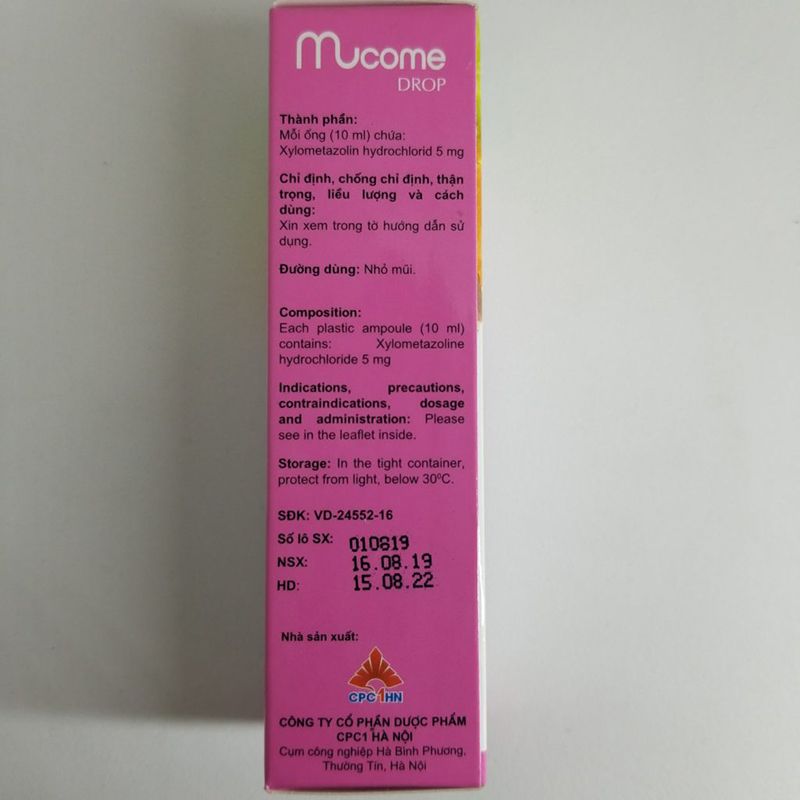 mucome
DROP
Thành phần:
Mỗi ống (10 ml) chứa:
Xylometazolin hydrochlorid 5 mg
Chỉ định, chống chỉ định, thận
trọng, liều lượng và cách
dùng:
Xin xem trong tờ hướng dẫn sử
dụng.
Đường dùng: Nhỏ mũi.
Composition:
Each plastic ampoule (10 ml)
contains: Xylometazoline
hydrochloride 5 mg
Indications, precautions,
contraindications, dosage
and administration: Please
see in the leaflet inside.
Storage: In the tight container,
protect from light, below 30ºC.
SĐK: VD-24552-16
Số lô SX: 010819
NSX: 16.08.19
HD: 15.08.22
Nhà sản xuất:
CPC1HN
CÔNG TY CỔ PHẦN DƯỢC PHẨM
CPC1 HÀ NỘI
Cụm công nghiệp Hà Bình Phương,
Thường Tín, Hà Nội